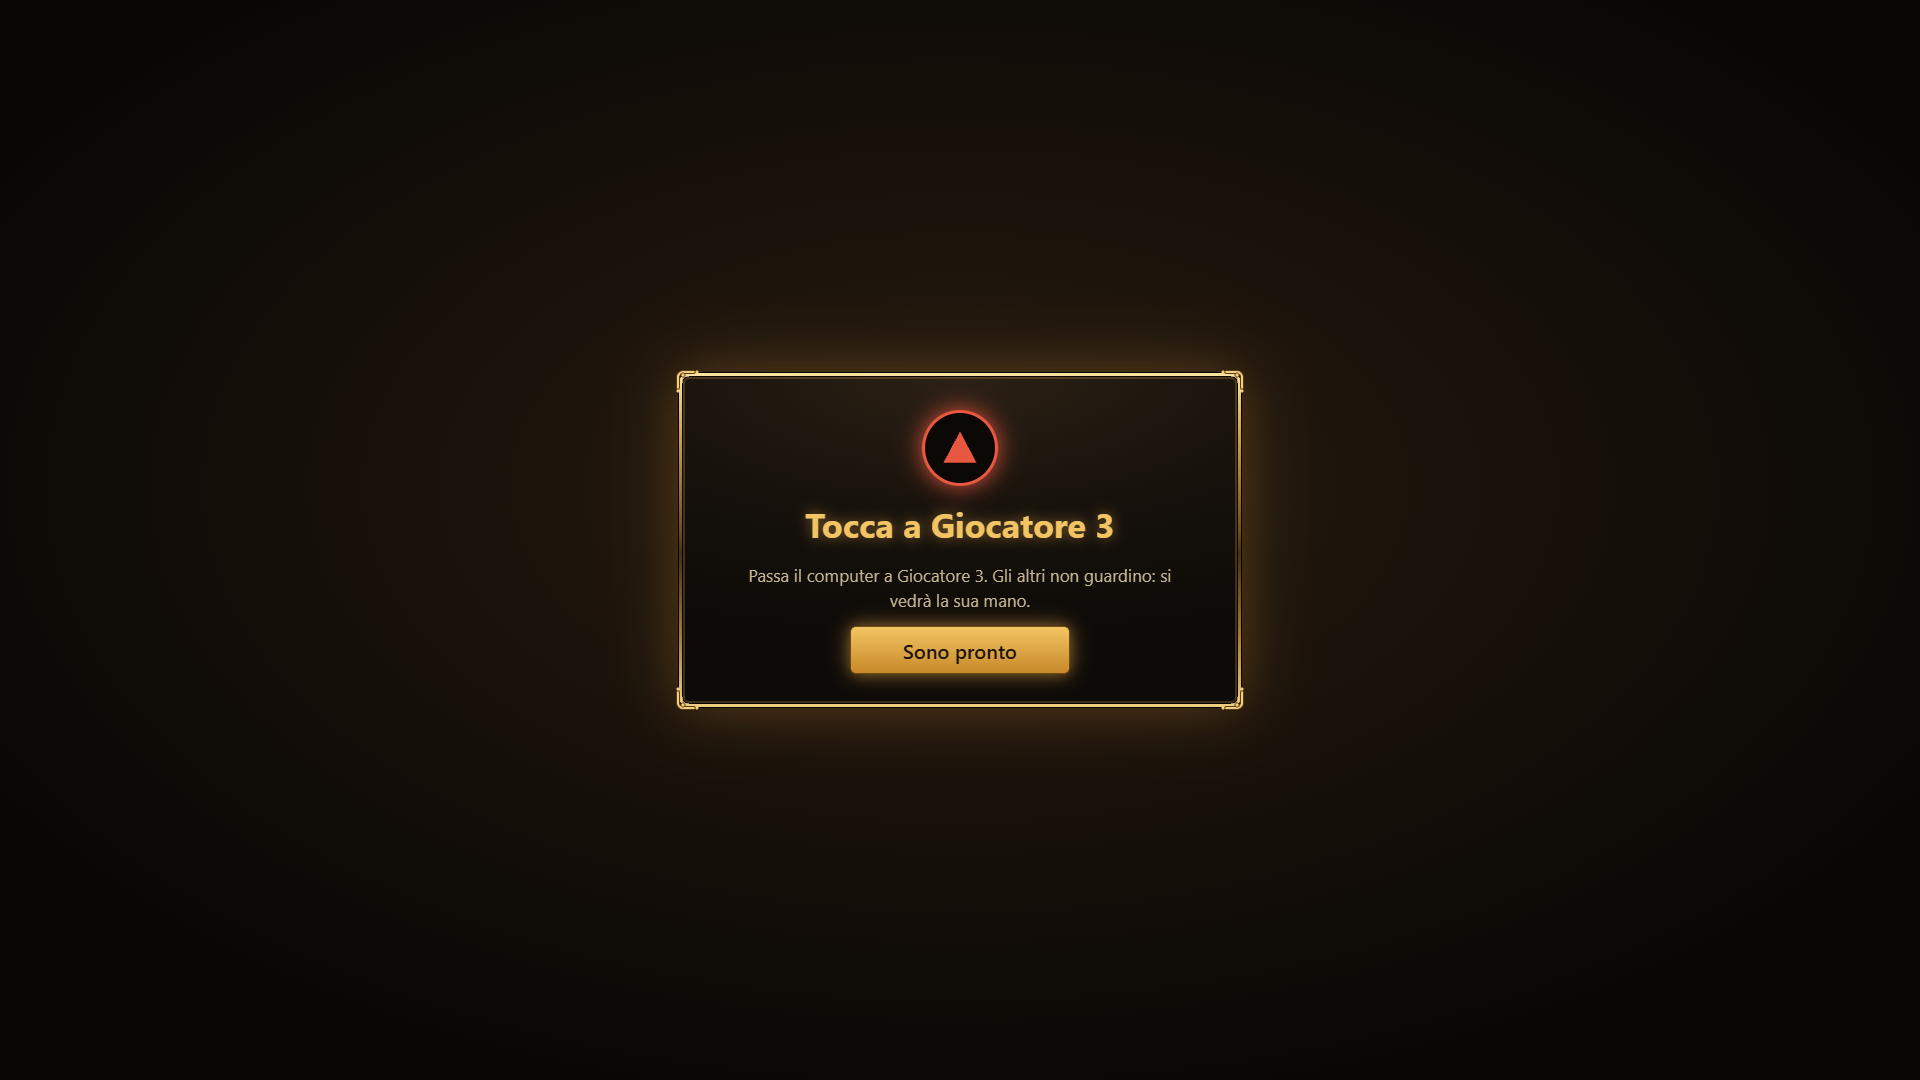 Tocca a Giocatore 3
Passa il computer a Giocatore 3. Gli altri non guardino: si
vedrà la sua mano.
Sono pronto